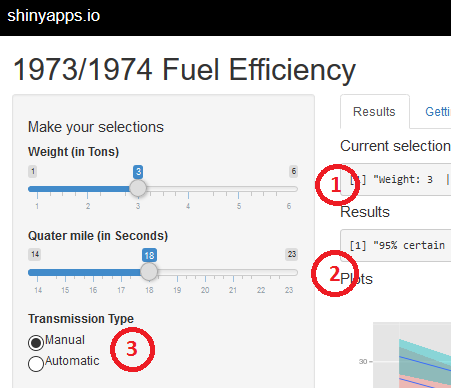 shinyapps.io
1973/1974 Fuel Efficiency
Make your selections
Weight (in Tons)
1 3 6
1 2 3 4 5 6
Quater mile (in Seconds)
14 18 23
14 15 16 17 18 19 20 21 22 23
Transmission Type
Manual
Automatic
3
Results
Current selection
1
[1] "Weight: 3 |
Results
[1] "95% certain
2
Plots
30